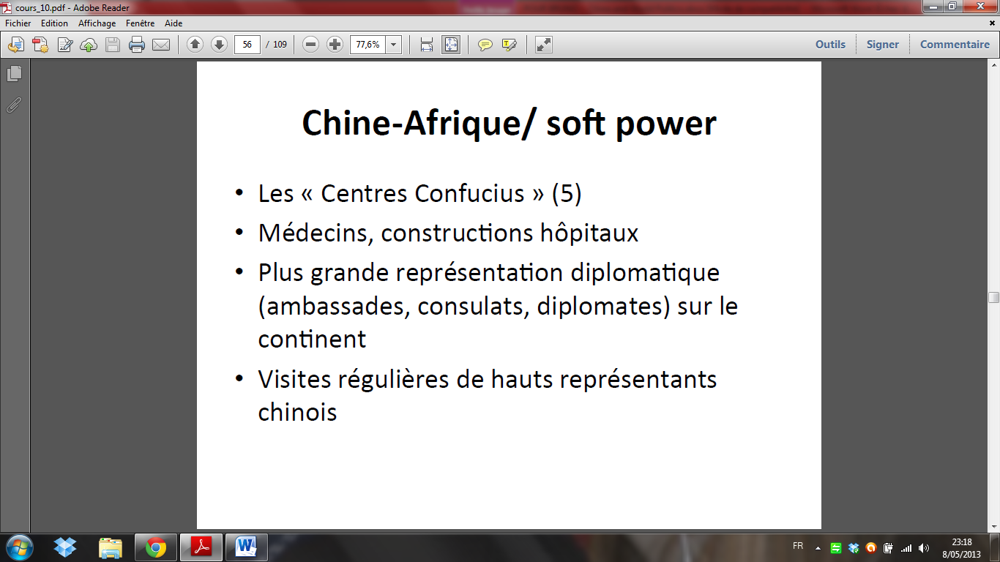 cours_10.pdf - Adobe Reader
Fichier Edition Affichage Fenêtre Aide
56 / 109 77,6% Outils Signer Commentaire
Chine-Afrique/ soft power
• Les « Centres Confucius » (5)
• Médecins, constructions hôpitaux
• Plus grande représentation diplomatique
(ambassades, consulats, diplomates) sur le
continent
• Visites régulières de hauts représentants
chinois
FR
23:18
8/05/2013